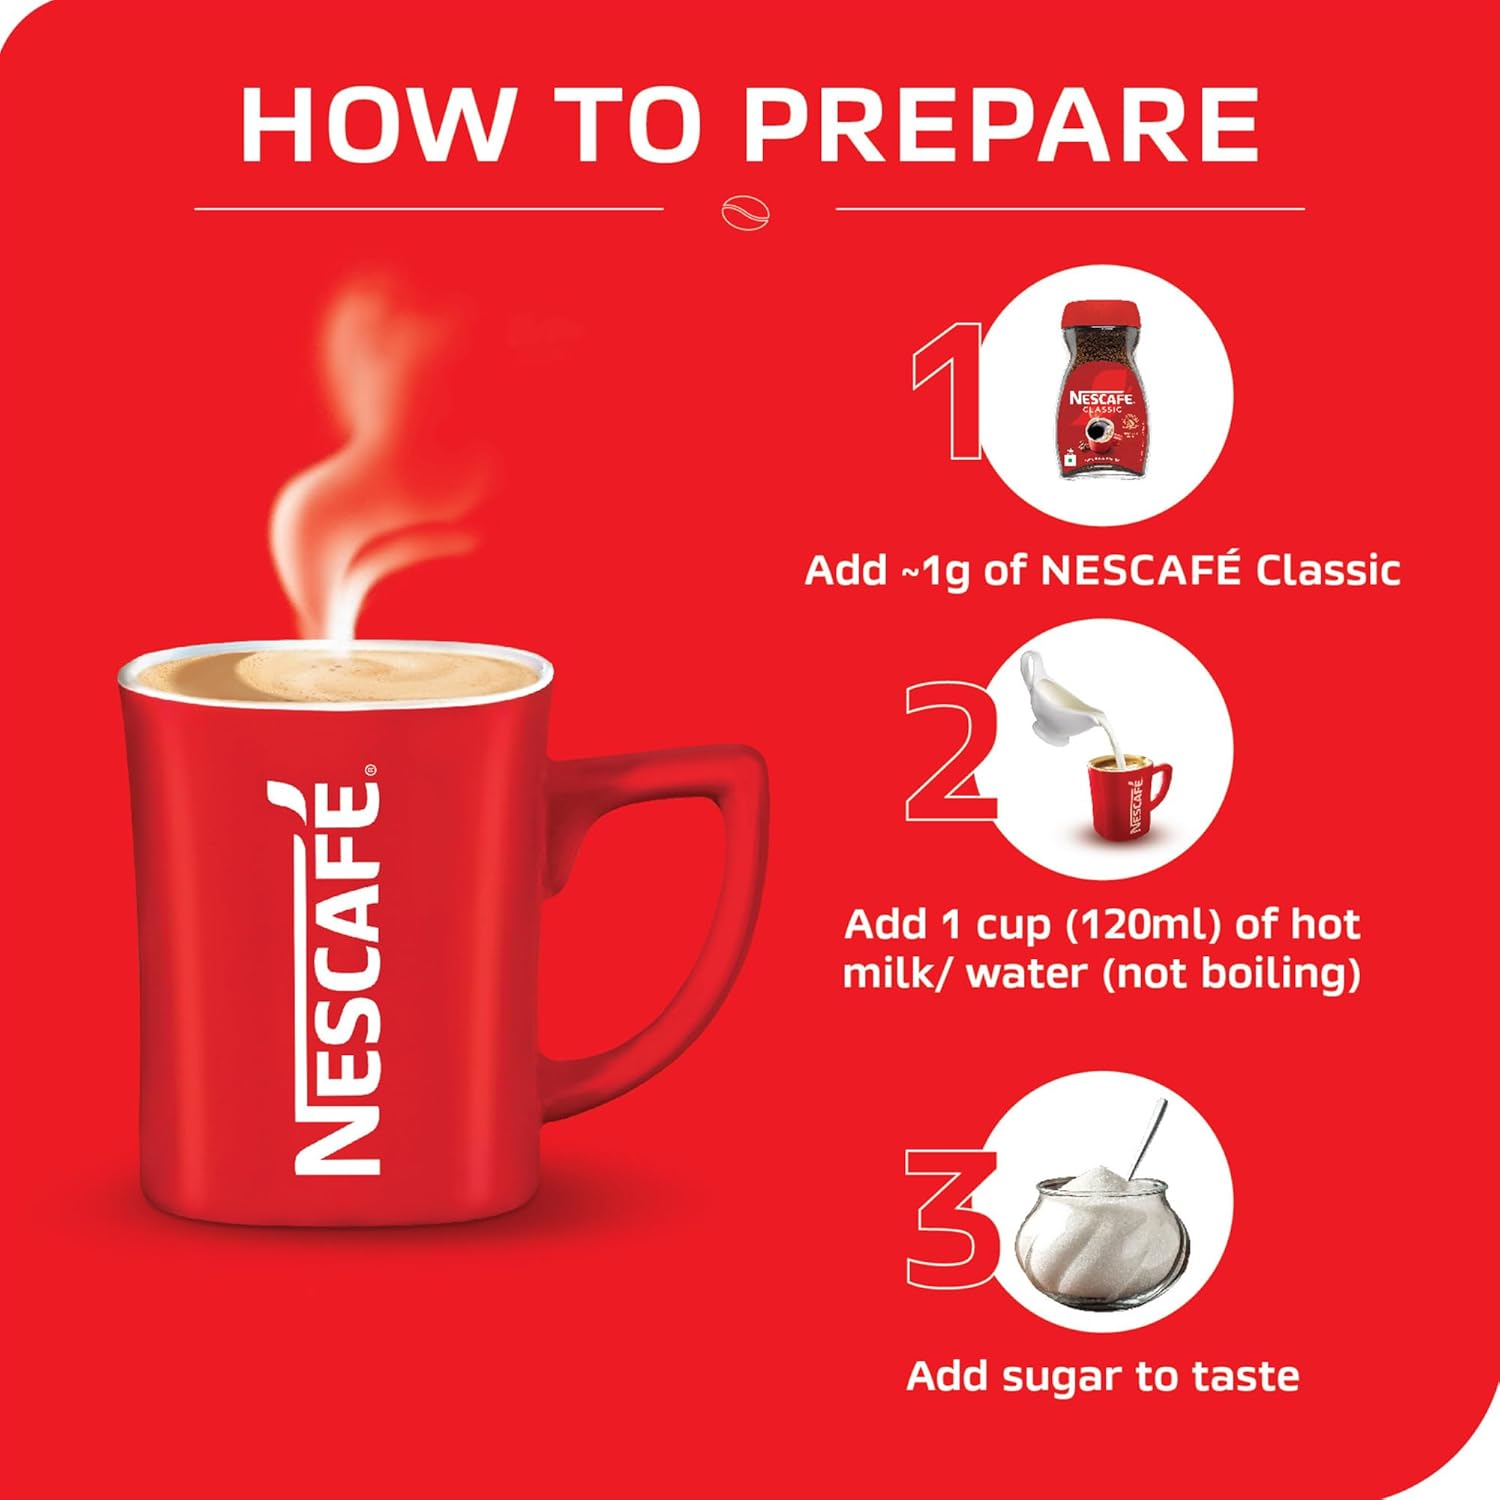 HOW TO PREPARE
NESCAFÉ®
1
NESCAFÉ
CLASSIC
Add ~1g of NESCAFÉ Classic
2
NESCAFÉ
Add 1 cup (120ml) of hot
milk/ water (not boiling)
3
Add sugar to taste